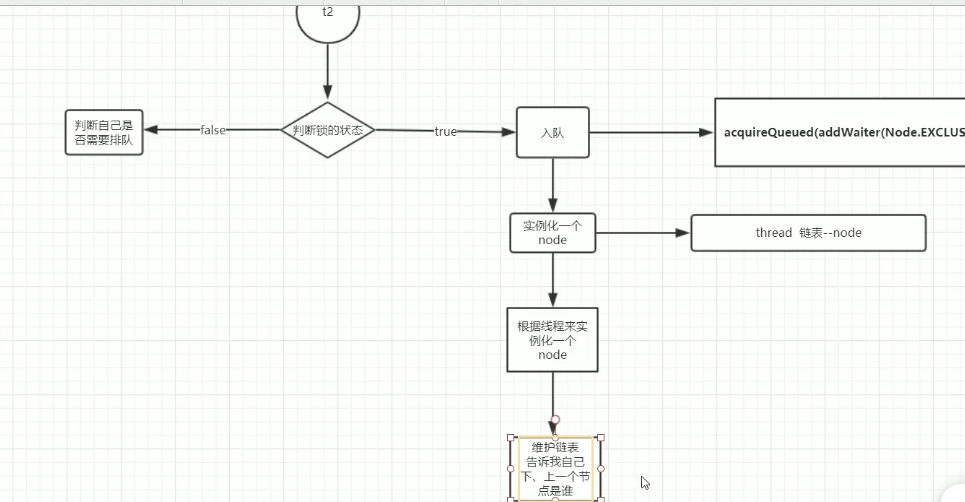 t2
判断自己是
否需要排队
false
判断锁的状态
true
入队
acquireQueued(addWaiter(Node.EXCLUS
实例化一个
node
thread 链表--node
根据线程来实
例化一个
node
维护链表
告诉我自己
下、上一个节
点是谁